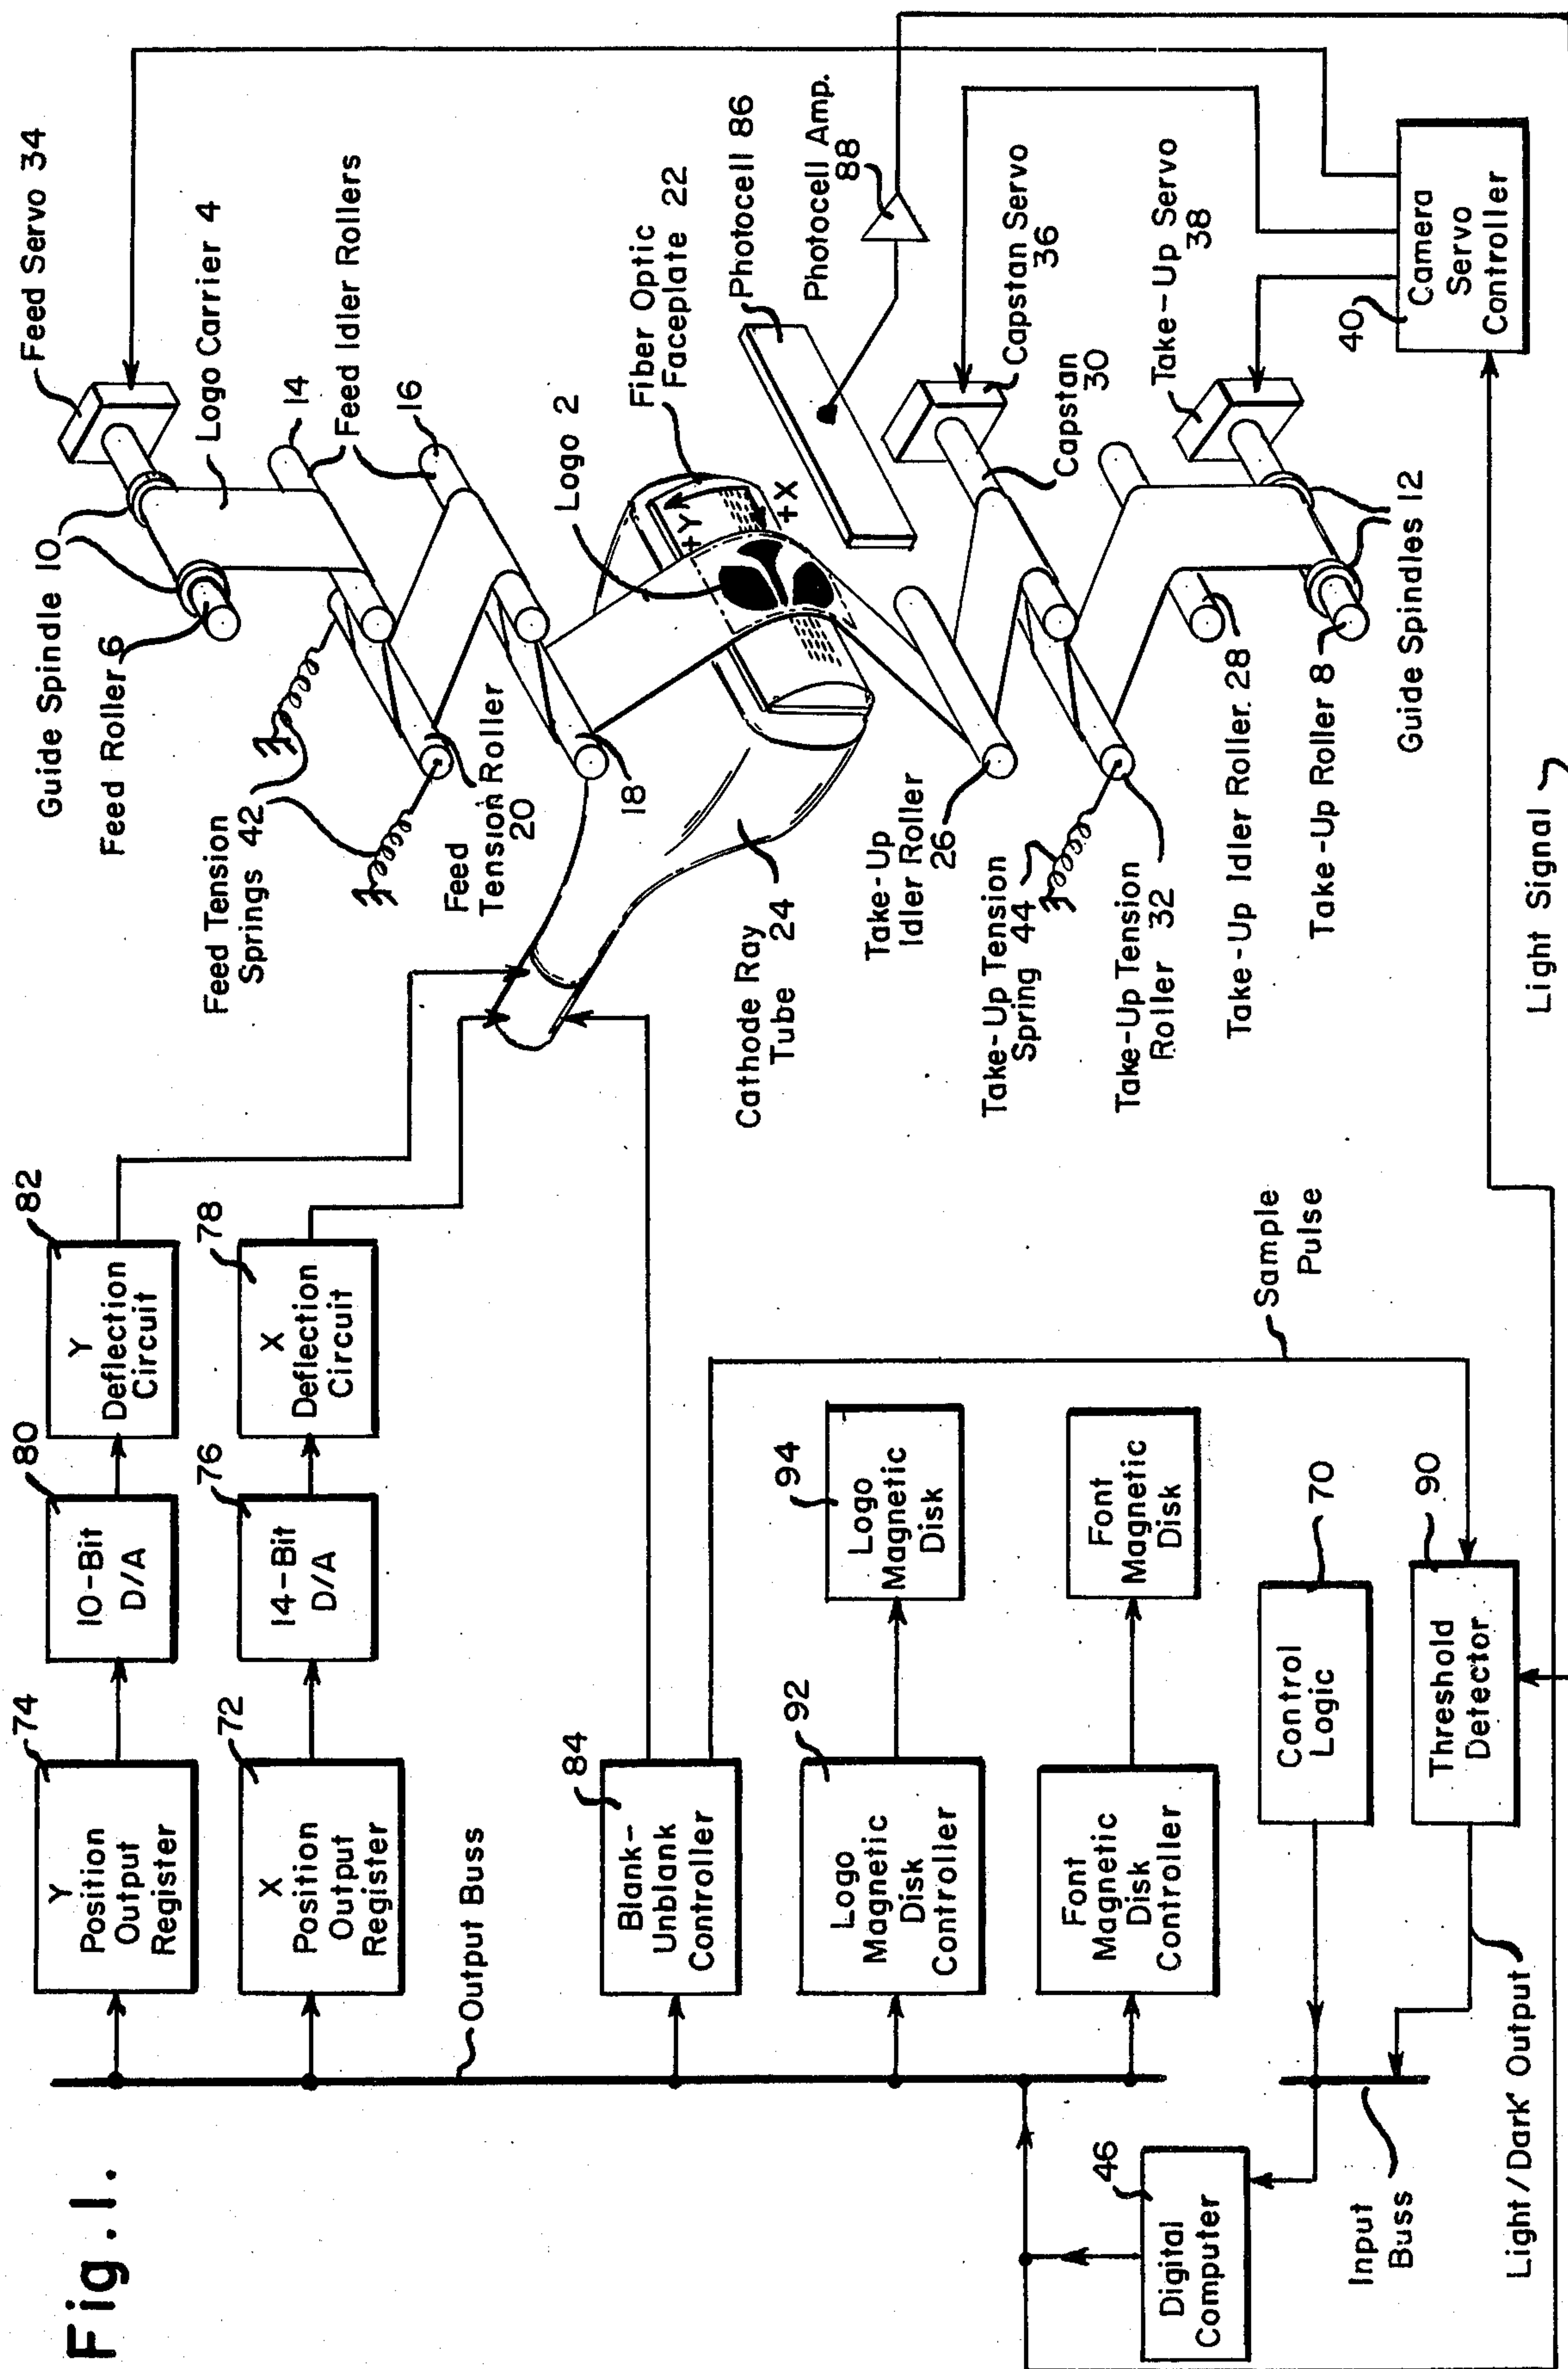 Fig. 1.
Y
Position
Output
Register
74
10-Bit
D/A
80
Y
Deflection
Circuit
82
X
Position
Output
Register
72
14-Bit
D/A
76
X
Deflection
Circuit
78
Output Buss
Blank-
Unblank
Controller
84
Logo
Magnetic
Disk
Controller
92
Logo
Magnetic
Disk
94
Font
Magnetic
Disk
Controller
Font
Magnetic
Disk
Control
Logic
70
Threshold
Detector
90
Sample
Pulse
Digital
Computer
46
Input
Buss
Light/Dark Output
Light Signal
Guide Spindle 10
Feed Roller 6
Feed Servo 34
Logo Carrier 4
14
Feed Idler Rollers
16
Feed Tension
Springs 42
Feed
Tension Roller
20
18
Logo 2
Fiber Optic
Faceplate 22
+Y
+X
Photocell 86
Photocell Amp.
88
Cathode Ray
Tube 24
Take-Up
Idler Roller
26
Capstan Servo
36
Capstan
30
Take-Up Tension
Spring 44
Take-Up Tension
Roller 32
Take-Up Servo
38
Take-Up Idler Roller. 28
Take-Up Roller 8
Guide Spindles 12
40
Camera
Servo
Controller